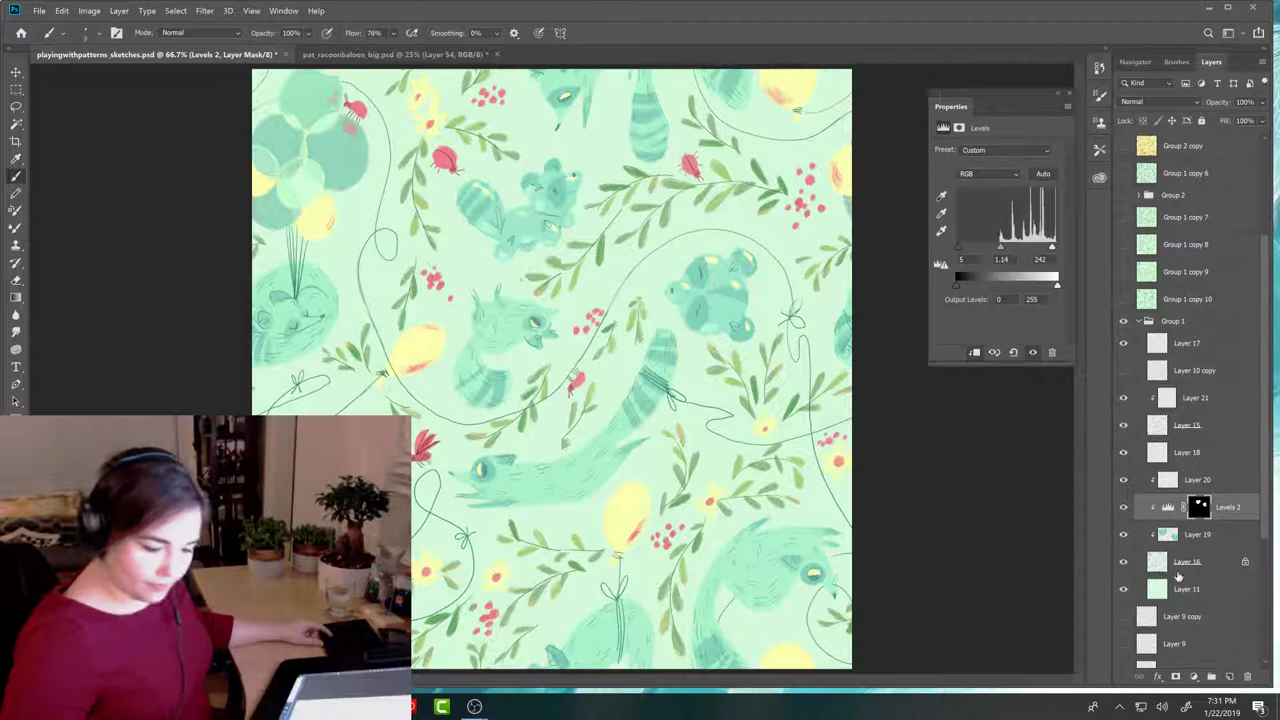 Ps File Edit Image Layer Type Select Filter 3D View Window Help
Mode: Normal Opacity: 100% Flow: 76% Smoothing: 0%
playingwithpatterns_sketches.psd @ 66.7% (Levels 2, Layer Mask/8) * × pat_racoonbaloon_big.psd @ 25% (Layer 54, RGB/8) * ×
Navigator Brushes Layers
Kind
Normal Opacity: 100%
Lock: Fill: 100%
Properties
Levels
Preset: Custom
RGB Auto
5 1.14 242
Output Levels: 0 255
Group 2 copy
Group 1 copy 6
Group 2
Group 1 copy 7
Group 1 copy 8
Group 1 copy 9
Group 1 copy 10
Group 1
Layer 17
Layer 10 copy
Layer 21
Layer 15
Layer 18
Layer 20
Levels 2
Layer 19
Layer 16
Layer 11
Layer 9 copy
Layer 9
fx
7:31 PM
1/22/2019